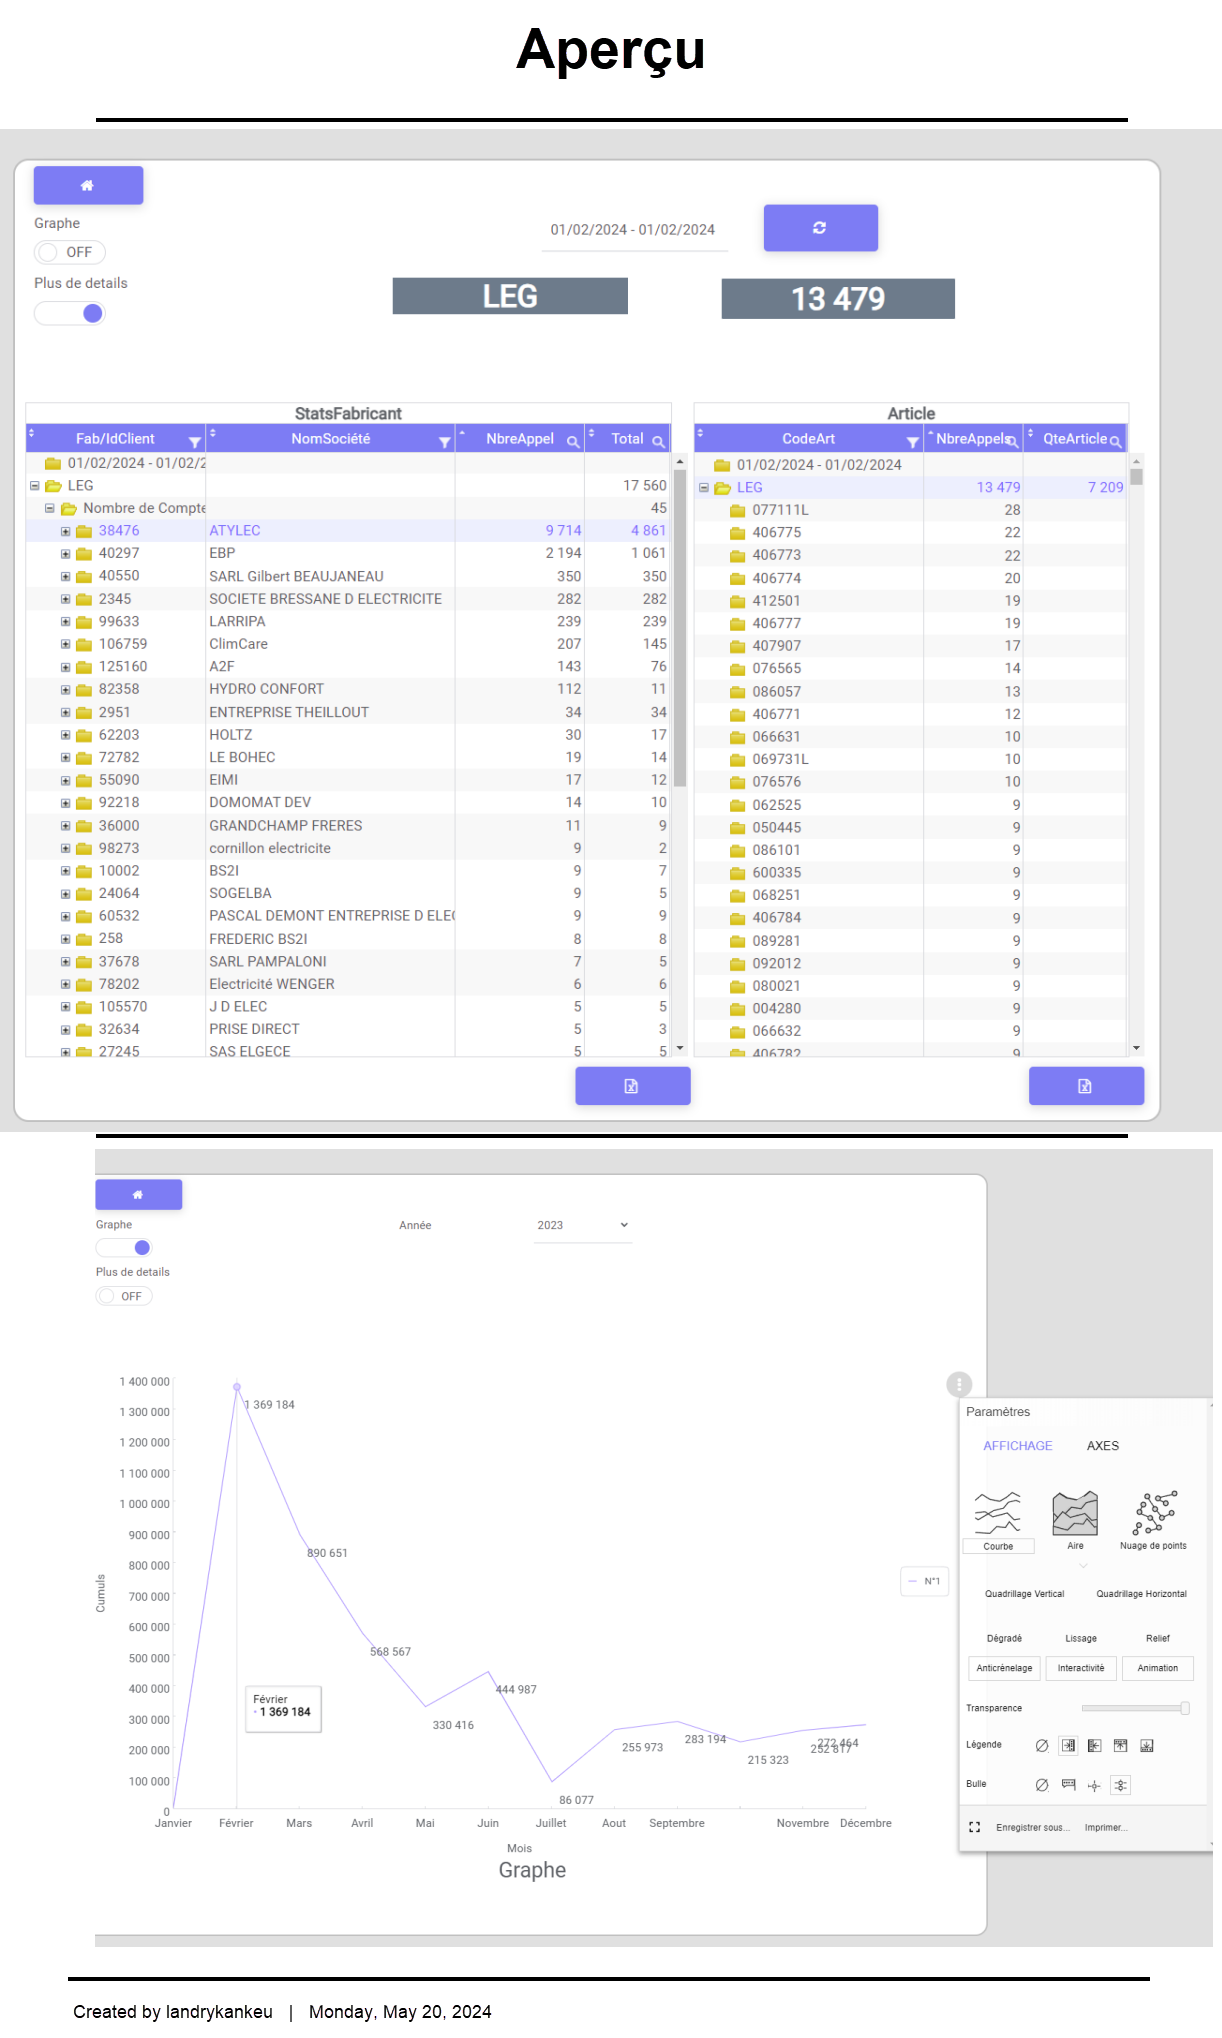 Aperçu
Graphe
OFF
01/02/2024 - 01/02/2024
Plus de details
LEG
13 479
StatsFabricant
Fab/IdClient NomSociété NbreAppel Total
01/02/2024 - 01/02/2
LEG 17 560
Nombre de Compte 45
38476 ATYLEC 9 714 4 861
40297 EBP 2 194 1 061
40550 SARL Gilbert BEAUJANEAU 350 350
2345 SOCIETE BRESSANE D ELECTRICITE 282 282
99633 LARRIPA 239 239
106759 ClimCare 207 145
125160 A2F 143 76
82358 HYDRO CONFORT 112 11
2951 ENTREPRISE THEILLOUT 34 34
62203 HOLTZ 30 17
72782 LE BOHEC 19 14
55090 EIMI 17 12
92218 DOMOMAT DEV 14 10
36000 GRANDCHAMP FRERES 11 9
98273 cornillon electricite 9 2
10002 BS2I 9 7
24064 SOGELBA 9 5
60532 PASCAL DEMONT ENTREPRISE D ELEC 9 9
258 FREDERIC BS2I 8 8
37678 SARL PAMPALONI 7 5
78202 Electricité WENGER 6 6
105570 J D ELEC 5 5
32634 PRISE DIRECT 5 3
27245 SAS ELGECE 5 5
Article
CodeArt NbreAppels QteArticle
01/02/2024 - 01/02/2024
LEG 13 479 7 209
077111L 28
406775 22
406773 22
406774 20
412501 19
406777 19
407907 17
076565 14
086057 13
406771 12
066631 10
069731L 10
076576 10
062525 9
050445 9
086101 9
600335 9
068251 9
406784 9
089281 9
092012 9
080021 9
004280 9
066632 9
406782 9
Graphe
Année 2023
Plus de details
OFF
1 400 000
1 300 000
1 200 000
1 100 000
1 000 000
900 000
800 000
700 000
600 000
500 000
400 000
300 000
200 000
100 000
0
Cumuls
1 369 184
890 651
568 567
330 416
444 987
86 077
255 973
283 194
215 323
252 817
272 464
Février
1 369 184
N°1
Janvier Février Mars Avril Mai Juin Juillet Aout Septembre Novembre Décembre
Mois
Graphe
Paramètres
AFFICHAGE AXES
Courbe Aire Nuage de points
Quadrillage Vertical Quadrillage Horizontal
Dégradé Lissage Relief
Anticrénelage Interactivité Animation
Transparence
Légende
Bulle
Enregistrer sous... Imprimer...
Created by landrykankeu | Monday, May 20, 2024